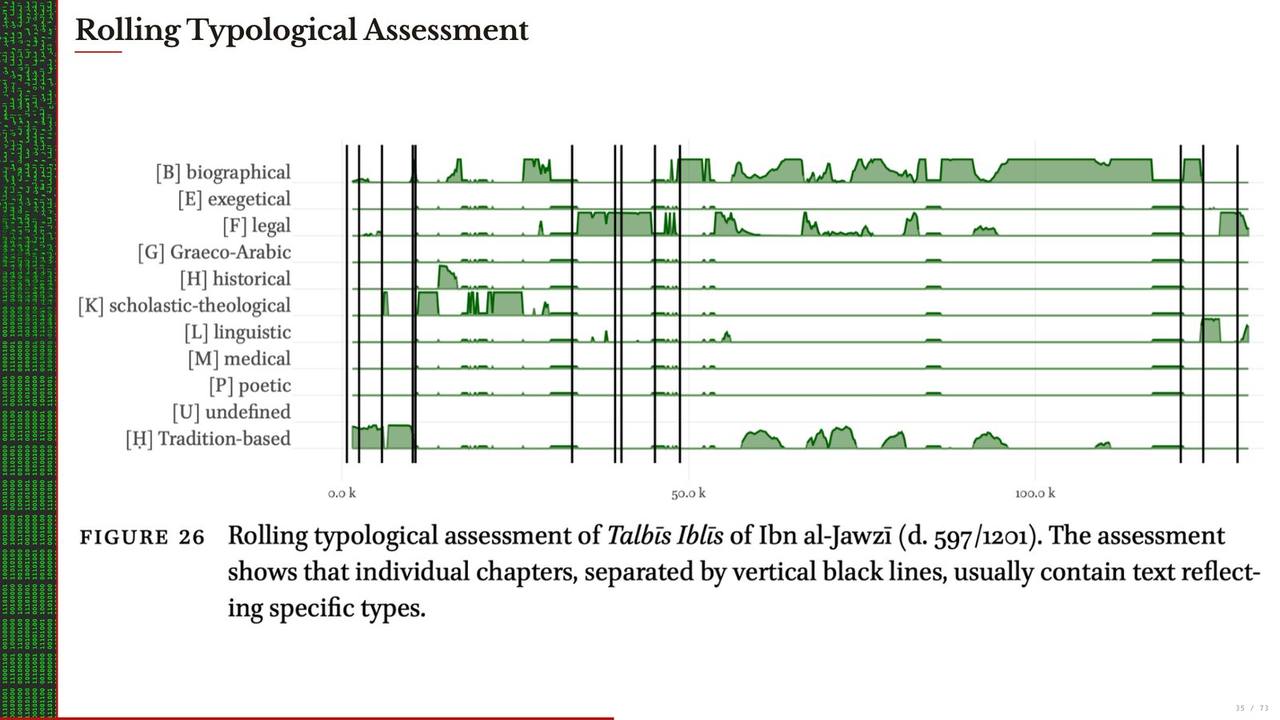 Rolling Typological Assessment
[B] biographical
[E] exegetical
[F] legal
[G] Graeco-Arabic
[H] historical
[K] scholastic-theological
[L] linguistic
[M] medical
[P] poetic
[U] undefined
[Ḥ] Tradition-based
0.0 k 50.0 k 100.0 k
FIGURE 26 Rolling typological assessment of Talbīs Iblīs of Ibn al-Jawzī (d. 597/1201). The assessment
shows that individual chapters, separated by vertical black lines, usually contain text reflect-
ing specific types.
35 / 73